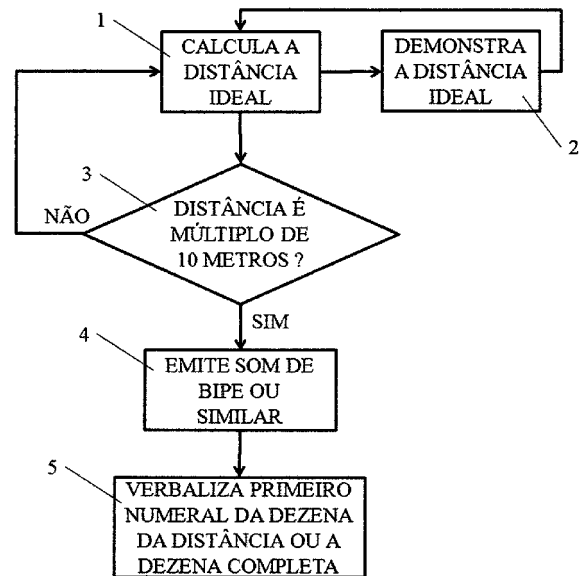 1
CALCULA A
DISTÂNCIA
IDEAL
DEMONSTRA
A DISTÂNCIA
IDEAL
2
3
NÃO
DISTÂNCIA É
MÚLTIPLO DE
10 METROS ?
SIM
4
EMITE SOM DE
BIPE OU
SIMILAR
5
VERBALIZA PRIMEIRO
NUMERAL DA DEZENA
DA DISTÂNCIA OU A
DEZENA COMPLETA